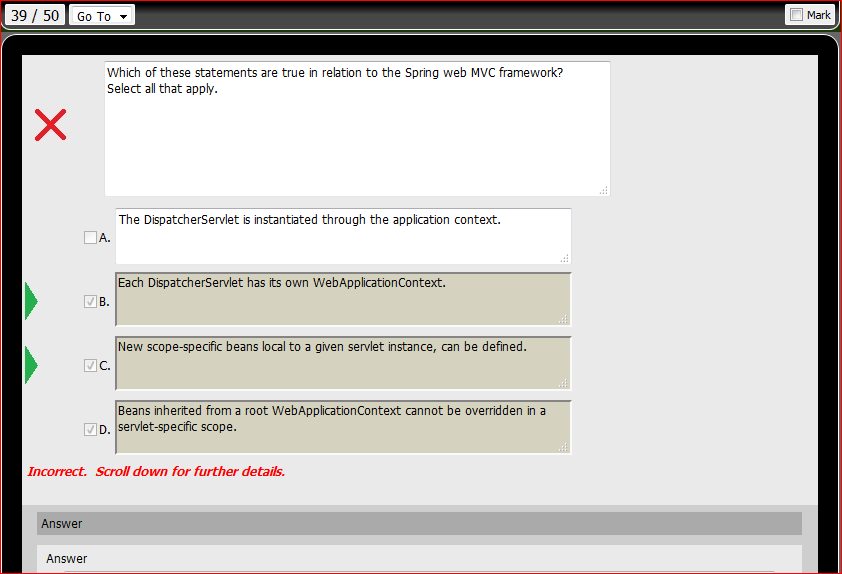 39 / 50 Go To Mark
Which of these statements are true in relation to the Spring web MVC framework?
Select all that apply.
A. The DispatcherServlet is instantiated through the application context.
B. Each DispatcherServlet has its own WebApplicationContext.
C. New scope-specific beans local to a given servlet instance, can be defined.
D. Beans inherited from a root WebApplicationContext cannot be overridden in a
servlet-specific scope.
Incorrect. Scroll down for further details.
Answer
Answer